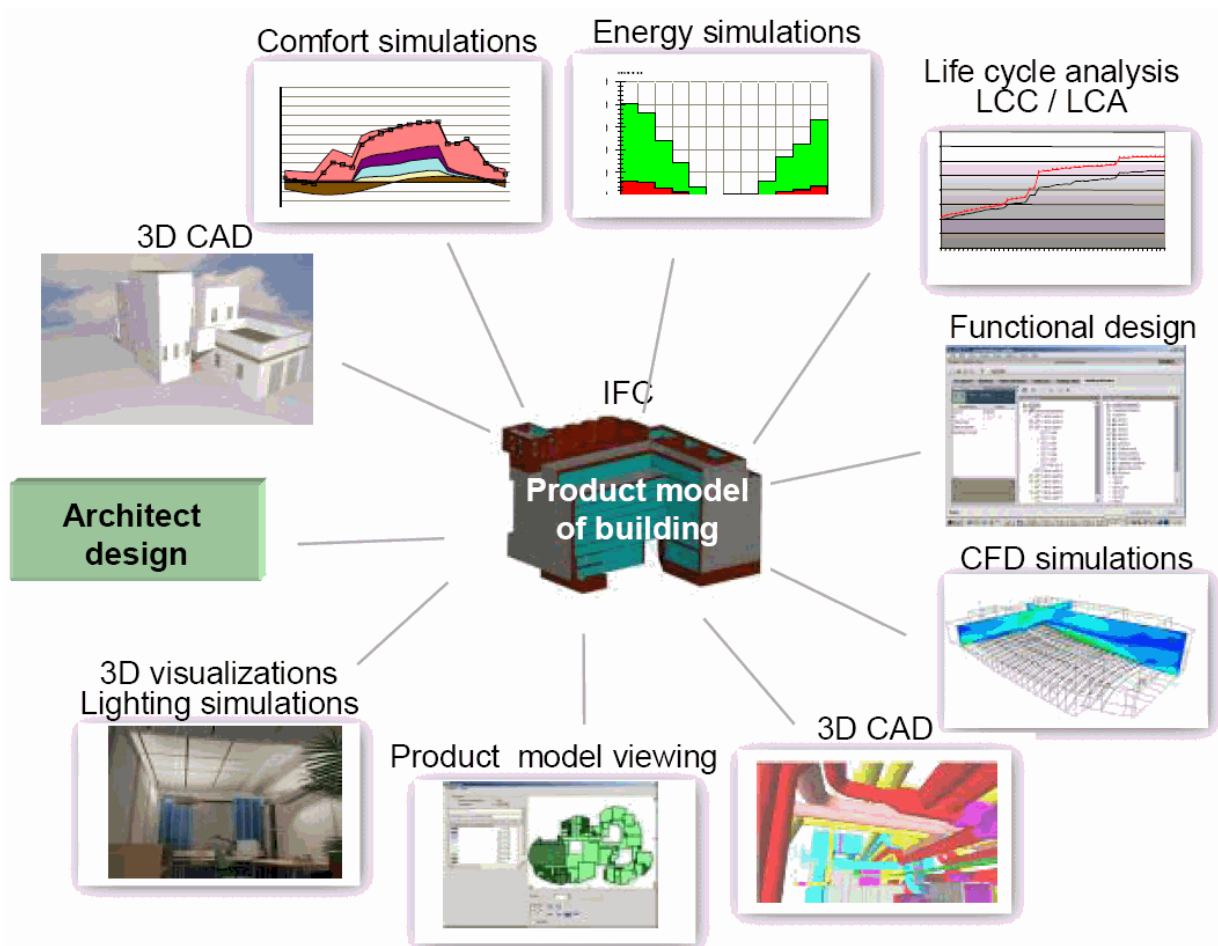 Comfort simulations
Energy simulations
Life cycle analysis
LCC / LCA
3D CAD
Functional design
IFC
Product model
of building
Architect
design
CFD simulations
3D visualizations
Lighting simulations
Product model viewing
3D CAD